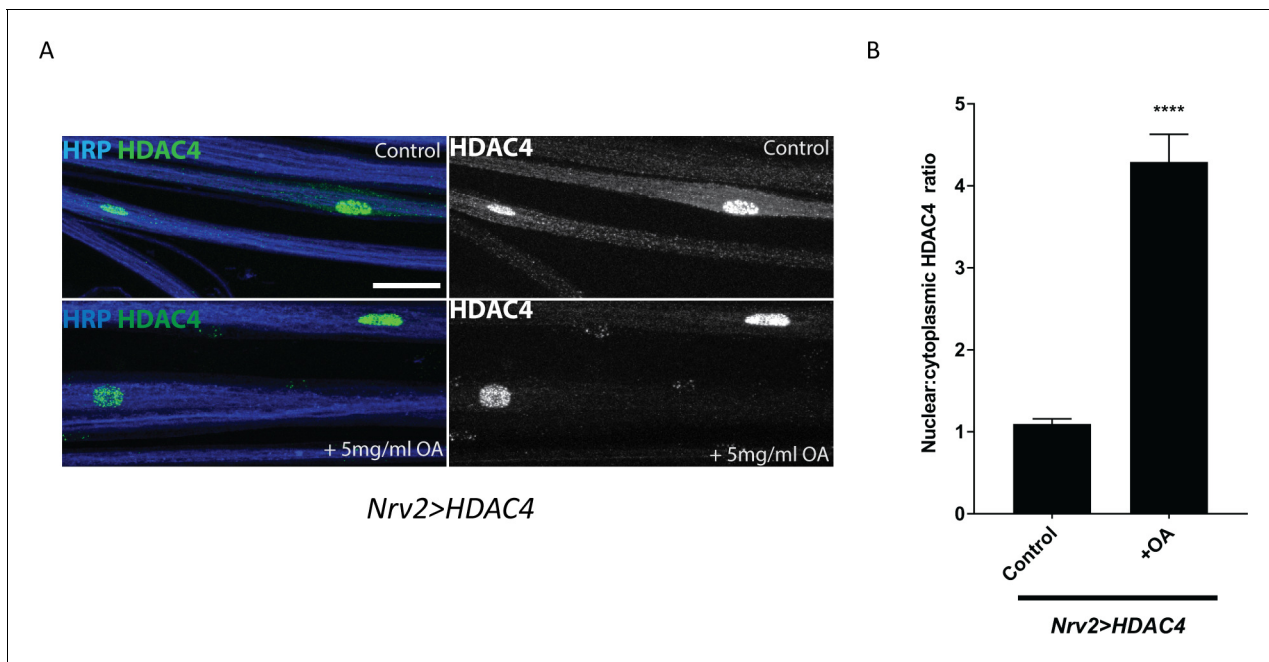 A
HRP HDAC4 Control
HDAC4 Control
HRP HDAC4
+ 5mg/ml OA
HDAC4
+ 5mg/ml OA
Nrv2>HDAC4
B
Nuclear:cytoplasmic HDAC4 ratio
5
4
3
2
1
0
****
Control
+OA
Nrv2>HDAC4